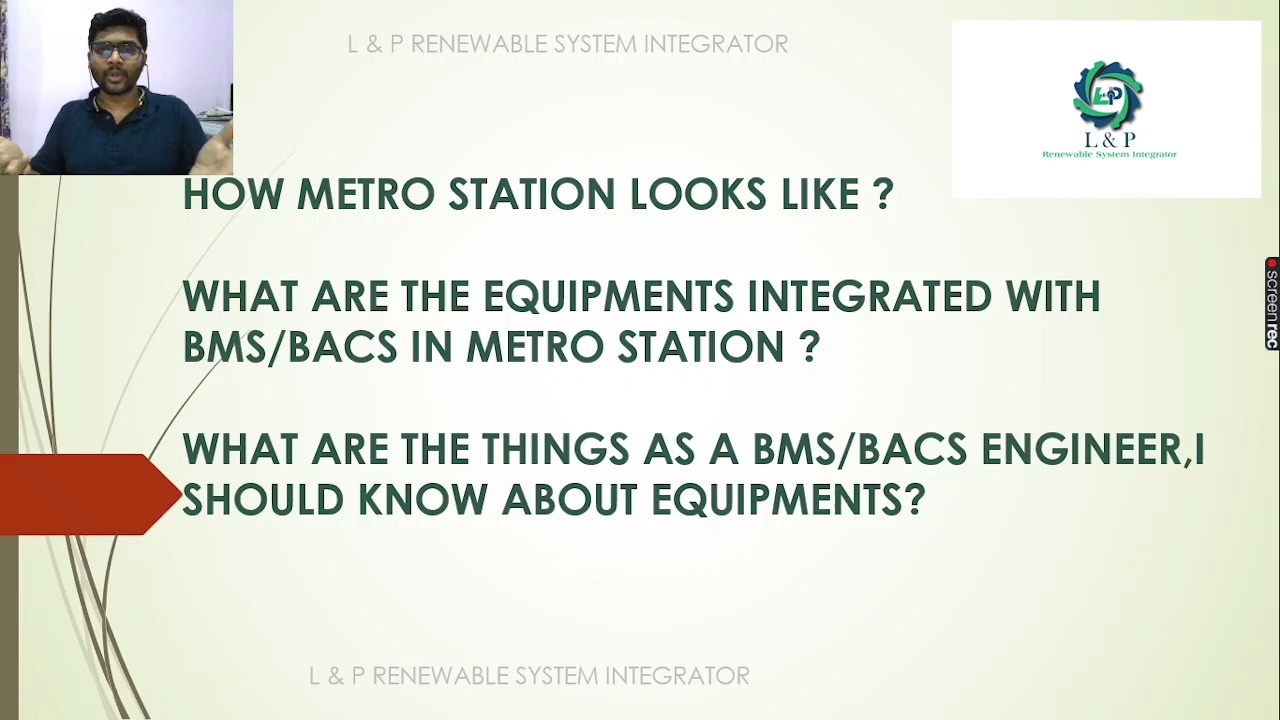 L & P RENEWABLE SYSTEM INTEGRATOR
L&P
L & P
Renewable System Integrator
HOW METRO STATION LOOKS LIKE ?
WHAT ARE THE EQUIPMENTS INTEGRATED WITH
BMS/BACS IN METRO STATION ?
WHAT ARE THE THINGS AS A BMS/BACS ENGINEER,I
SHOULD KNOW ABOUT EQUIPMENTS?
screenrec
L & P RENEWABLE SYSTEM INTEGRATOR